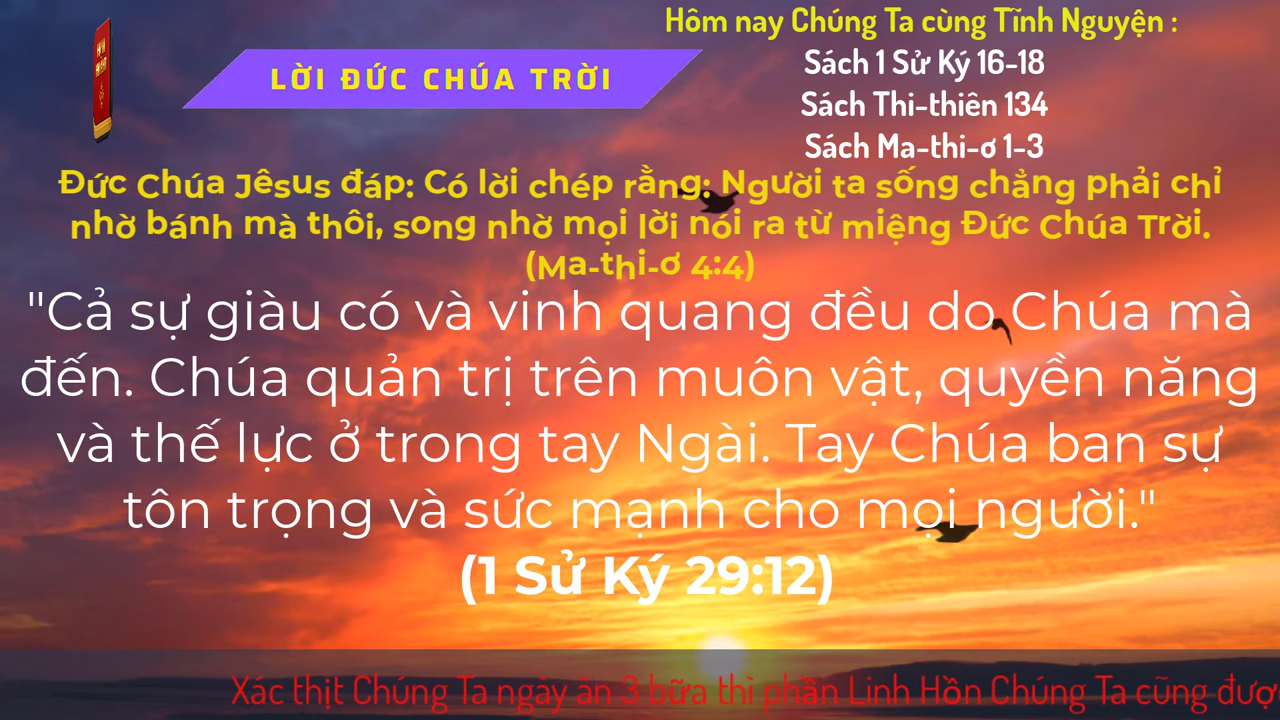 Hôm nay Chúng Ta cùng Tĩnh Nguyện :
Sách 1 Sử Ký 16-18
Sách Thi-thiên 134
Sách Ma-thi-ơ 1-3
LỜI ĐỨC CHÚA TRỜI
Đức Chúa Jêsus đáp: Có lời chép rằng: Người ta sống chẳng phải chỉ
nhờ bánh mà thôi, song nhờ mọi lời nói ra từ miệng Đức Chúa Trời.
(Ma-thi-ơ 4:4)
"Cả sự giàu có và vinh quang đều do Chúa mà
đến. Chúa quản trị trên muôn vật, quyền năng
và thế lực ở trong tay Ngài. Tay Chúa ban sự
tôn trọng và sức mạnh cho mọi người."
(1 Sử Ký 29:12)
Xác thịt Chúng Ta ngày ăn 3 bữa thì phần Linh Hồn Chúng Ta cũng